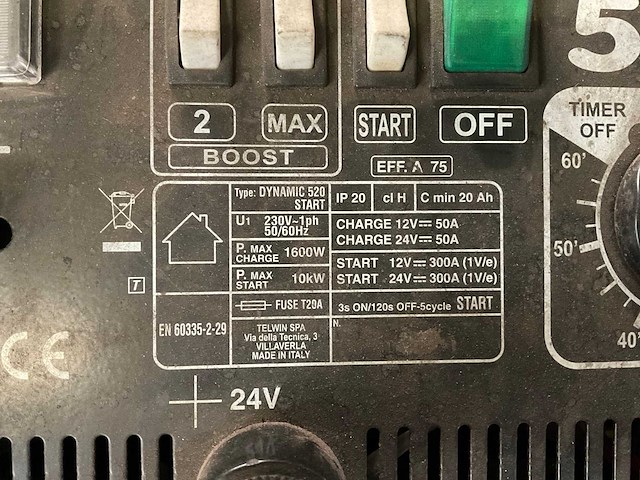 5
2
MAX
START
OFF
BOOST
TIMER
OFF
60'
50'
40'
EFF. A 75
Type: DYNAMIC 520
START
IP 20
cl H
C min 20 Ah
U1 230V~1ph
50/60Hz
CHARGE 12V⎓ 50A
CHARGE 24V⎓ 50A
P. MAX
CHARGE 1600W
P. MAX
START 10kW
START 12V⎓ 300A (1V/e)
START 24V⎓ 300A (1V/e)
T
FUSE T20A
3s ON/120s OFF-5cycle START
EN 60335-2-29
TELWIN SPA
Via della Tecnica, 3
VILLAVERLA
MADE IN ITALY
N.
CE
24V